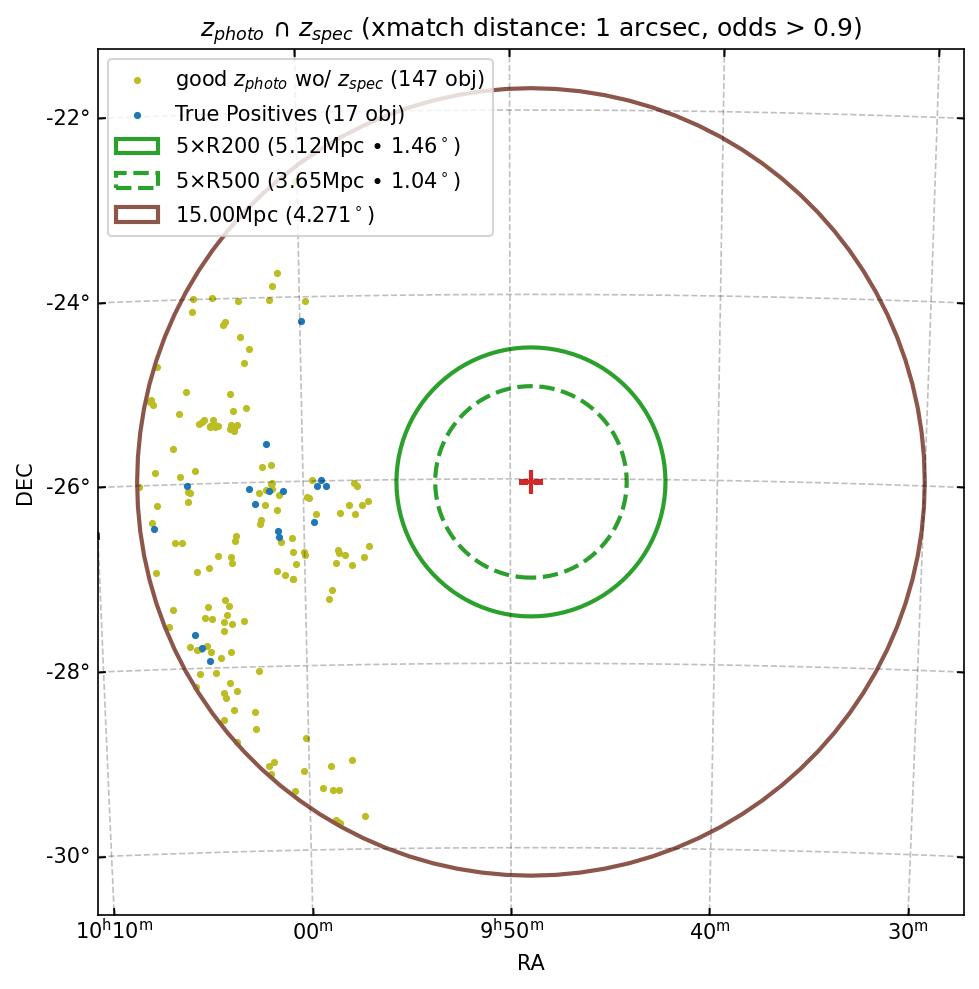 z_photo ∩ z_spec (xmatch distance: 1 arcsec, odds > 0.9)
good z_photo wo/ z_spec (147 obj)
True Positives (17 obj)
5×R200 (5.12Mpc • 1.46°)
5×R500 (3.65Mpc • 1.04°)
15.00Mpc (4.271°)
-22°
-24°
-26°
-28°
-30°
DEC
10h10m 00m 9h50m 40m 30m
RA